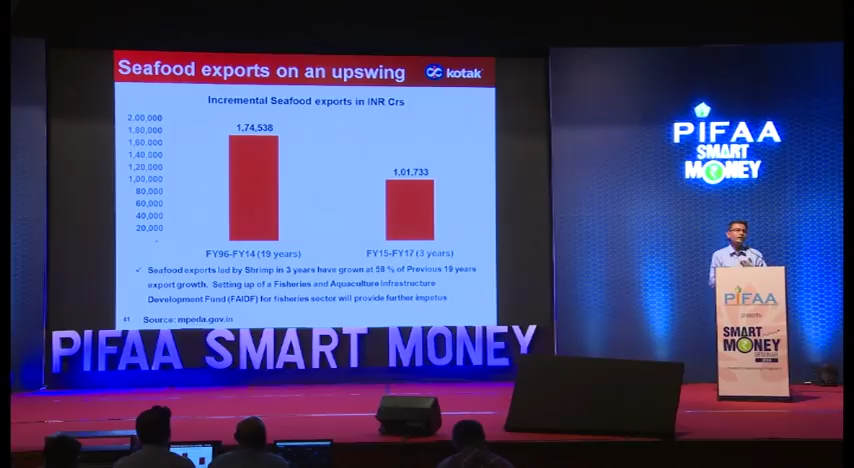 Seafood exports on an upswing
kotak
Incremental Seafood exports in INR Crs
2,00,000
1,80,000
1,60,000
1,40,000
1,20,000
1,00,000
80,000
60,000
40,000
20,000
-
1,74,538
1,01,733
FY96-FY14 (19 years)
FY15-FY17 (3 years)
✓ Seafood exports led by Shrimp in 3 years have grown at 58 % of Previous 19 years
export growth. Setting up of a Fisheries and Aquaculture Infrastructure
Development Fund (FAIDF) for fisheries sector will provide further impetus
41 Source: mpeda.gov.in
PIFAA SMART MONEY
PIFAA
SMART
MONEY
PIFAA
presents
SMART
MONEY
SEMINAR